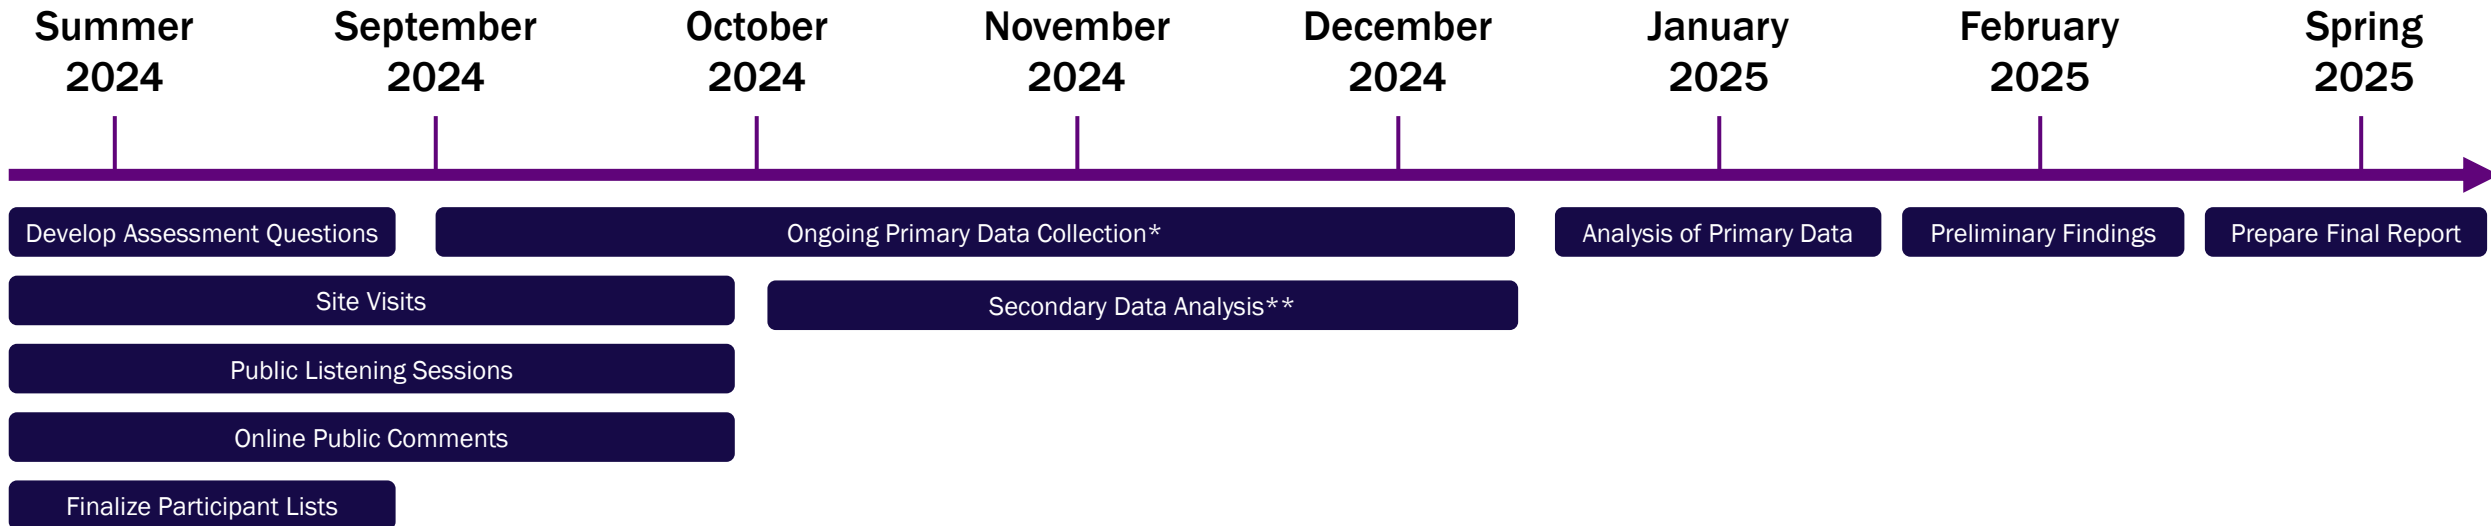 Summer
2024
September
2024
October
2024
November
2024
December
2024
January
2025
February
2025
Spring
2025
Develop Assessment Questions
Ongoing Primary Data Collection*
Analysis of Primary Data
Preliminary Findings
Prepare Final Report
Site Visits
Secondary Data Analysis**
Public Listening Sessions
Online Public Comments
Finalize Participant Lists